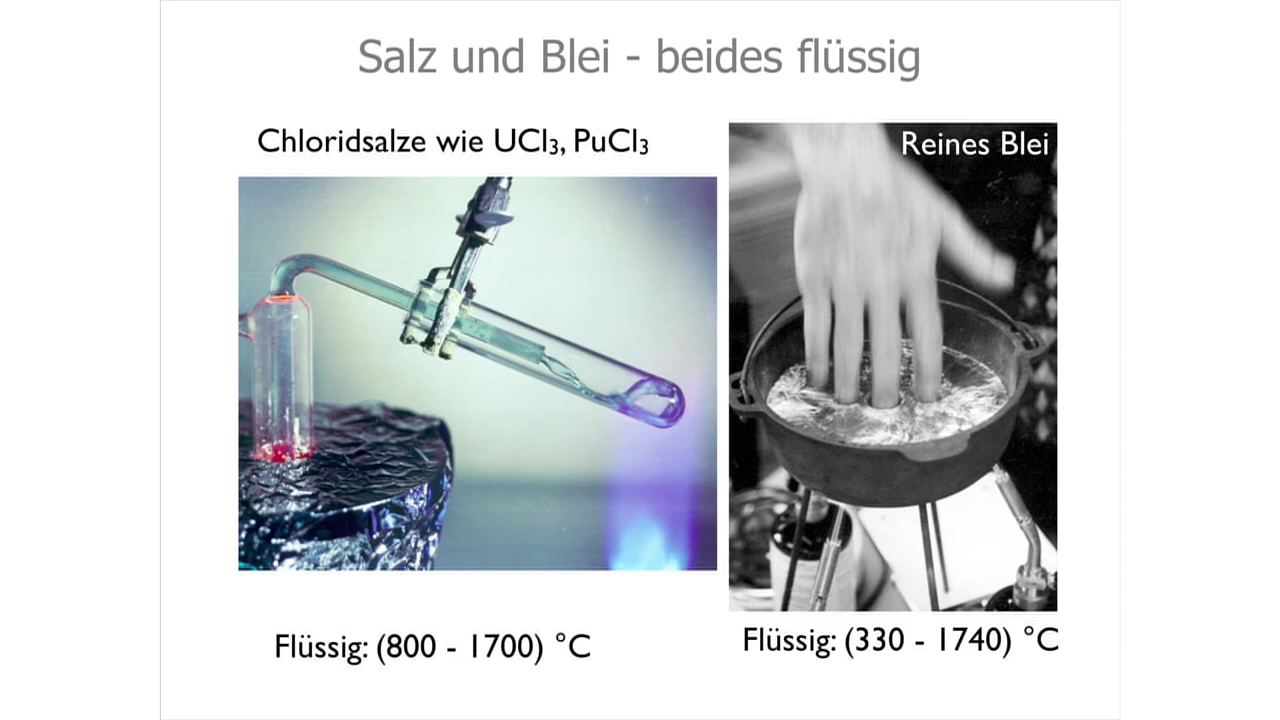 Salz und Blei - beides flüssig
Chloridsalze wie UCl₃, PuCl₃
Reines Blei
Flüssig: (800 - 1700) °C
Flüssig: (330 - 1740) °C